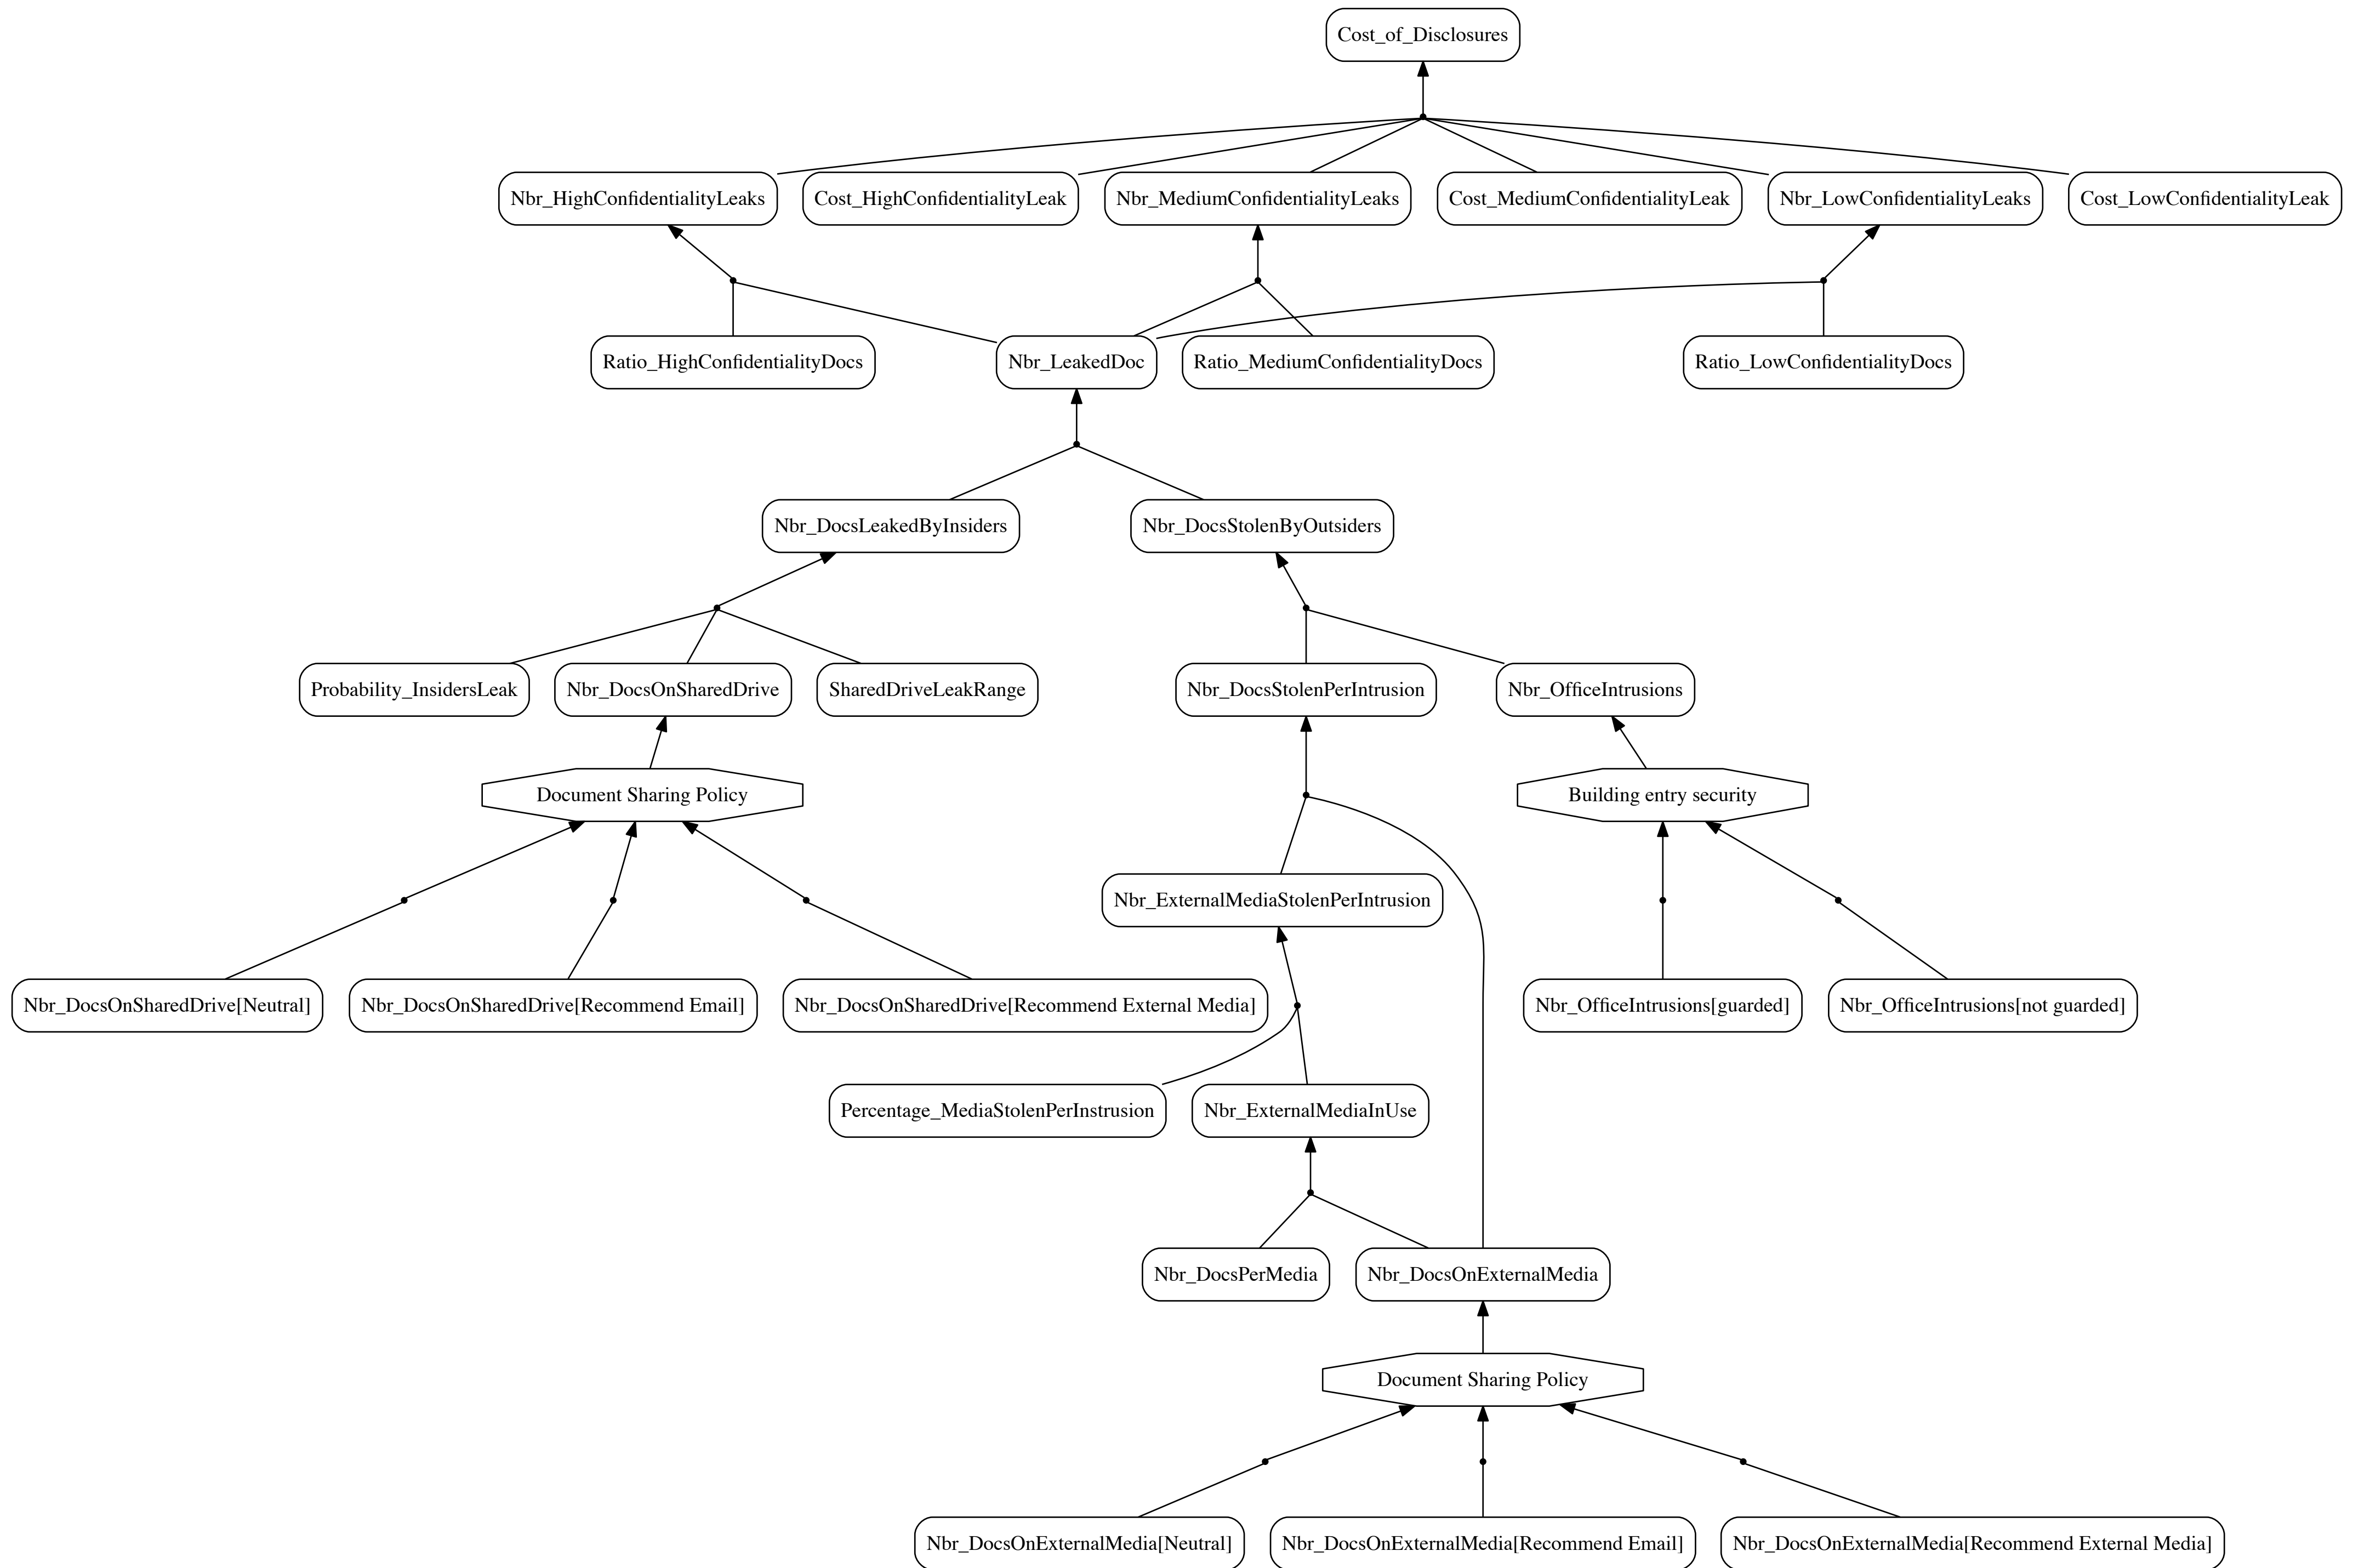 Cost_of_Disclosures
Nbr_HighConfidentialityLeaks
Cost_HighConfidentialityLeak
Nbr_MediumConfidentialityLeaks
Cost_MediumConfidentialityLeak
Nbr_LowConfidentialityLeaks
Cost_LowConfidentialityLeak
Ratio_HighConfidentialityDocs
Nbr_LeakedDoc
Ratio_MediumConfidentialityDocs
Ratio_LowConfidentialityDocs
Nbr_DocsLeakedByInsiders
Nbr_DocsStolenByOutsiders
Probability_InsidersLeak
Nbr_DocsOnSharedDrive
SharedDriveLeakRange
Nbr_DocsStolenPerIntrusion
Nbr_OfficeIntrusions
Document Sharing Policy
Building entry security
Nbr_ExternalMediaStolenPerIntrusion
Nbr_DocsOnSharedDrive[Neutral]
Nbr_DocsOnSharedDrive[Recommend Email]
Nbr_DocsOnSharedDrive[Recommend External Media]
Nbr_OfficeIntrusions[guarded]
Nbr_OfficeIntrusions[not guarded]
Percentage_MediaStolenPerInstrusion
Nbr_ExternalMediaInUse
Nbr_DocsPerMedia
Nbr_DocsOnExternalMedia
Document Sharing Policy
Nbr_DocsOnExternalMedia[Neutral]
Nbr_DocsOnExternalMedia[Recommend Email]
Nbr_DocsOnExternalMedia[Recommend External Media]